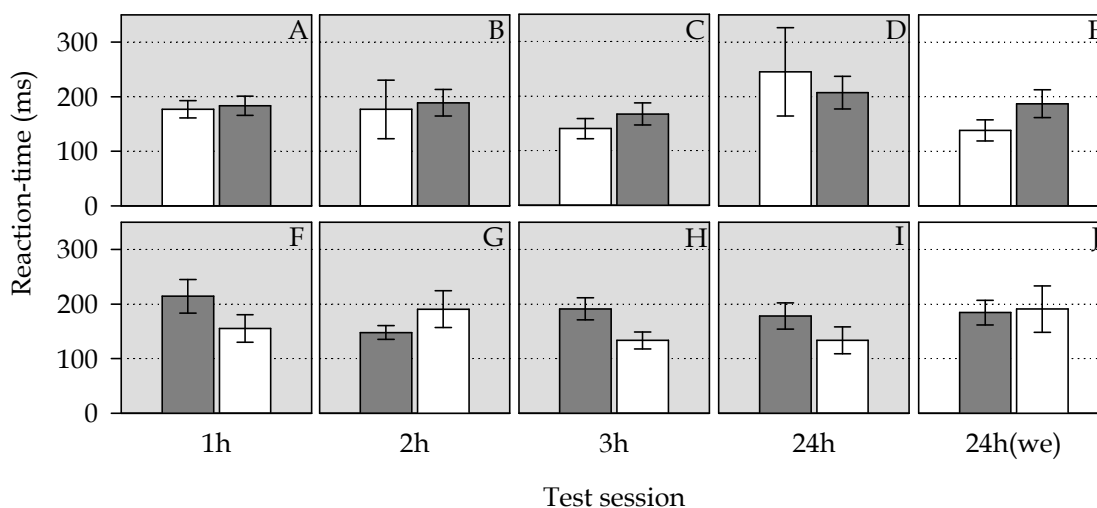 A B C D E
300
200
100
0
Reaction-time (ms)
F G H I J
300
200
100
0
1h 2h 3h 24h 24h(we)
Test session